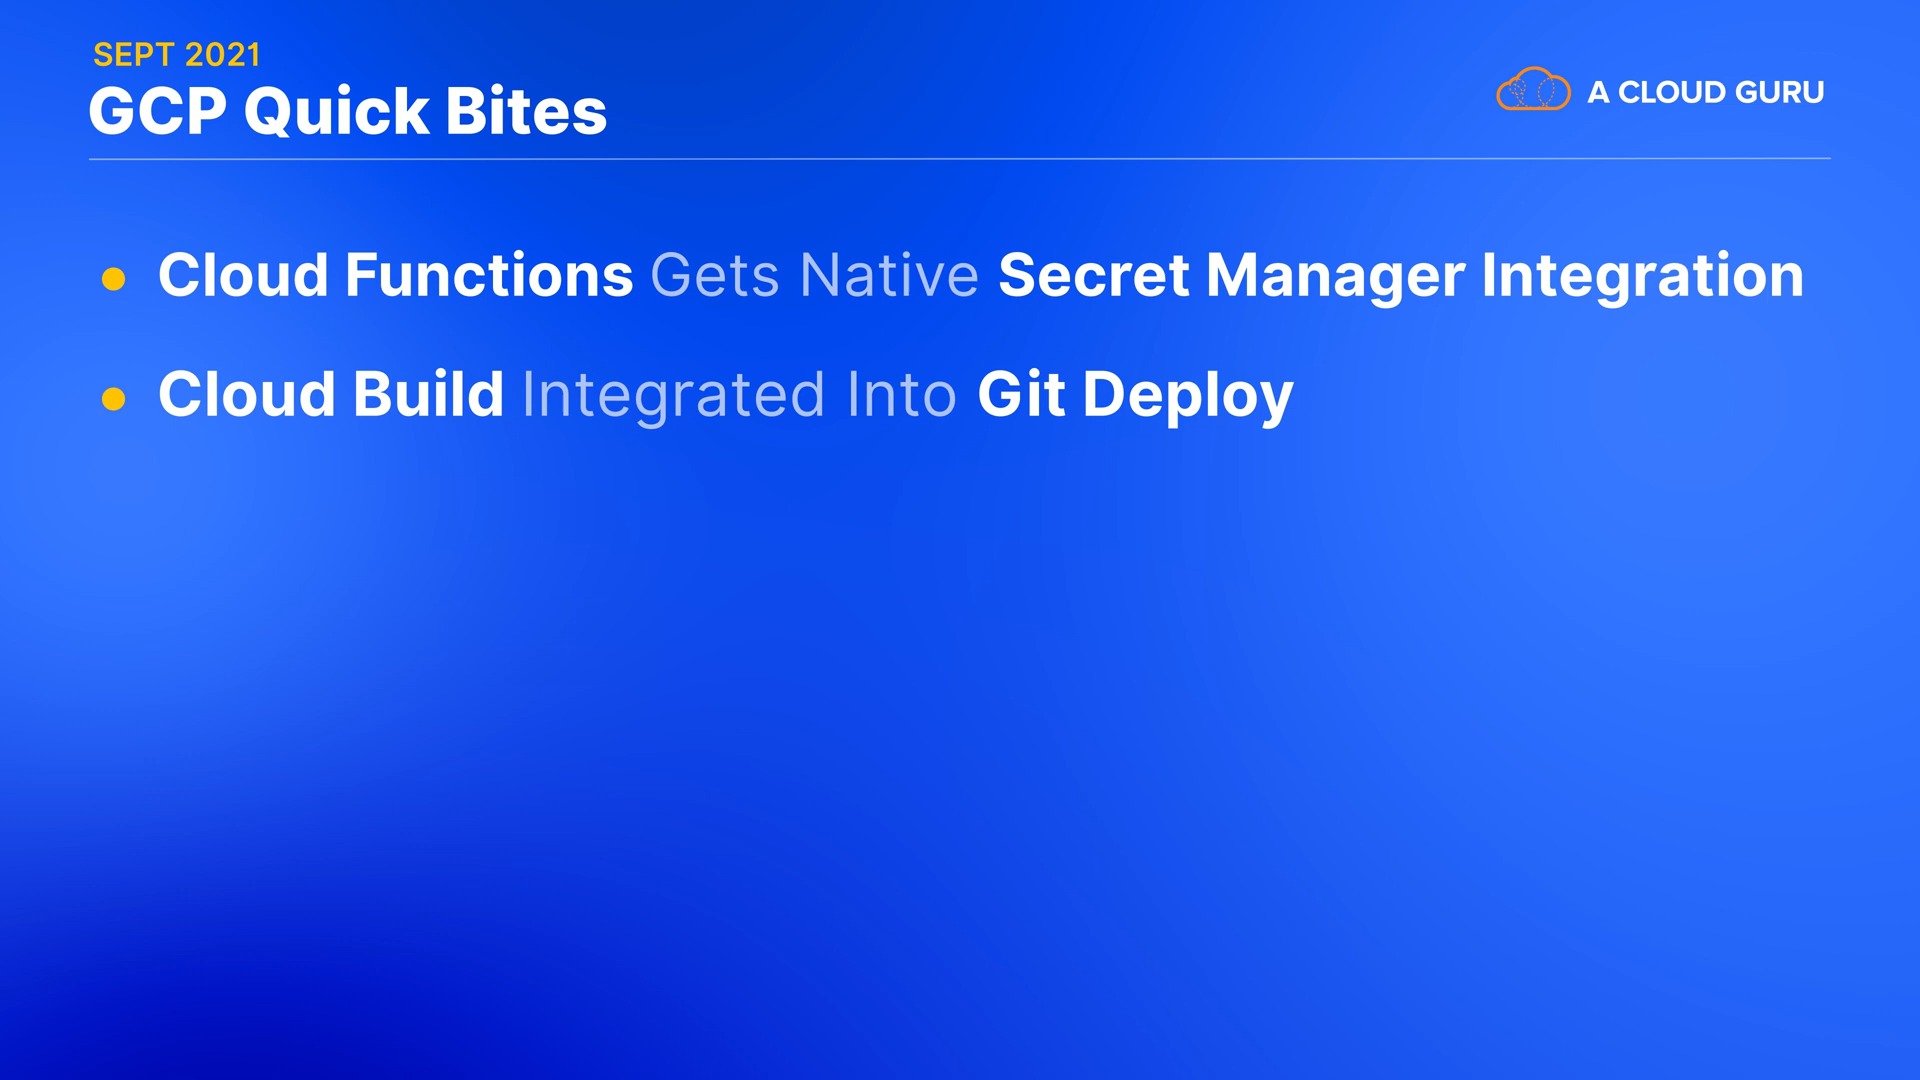 SEPT 2021
GCP Quick Bites
A CLOUD GURU
Cloud Functions Gets Native Secret Manager Integration
Cloud Build Integrated Into Git Deploy